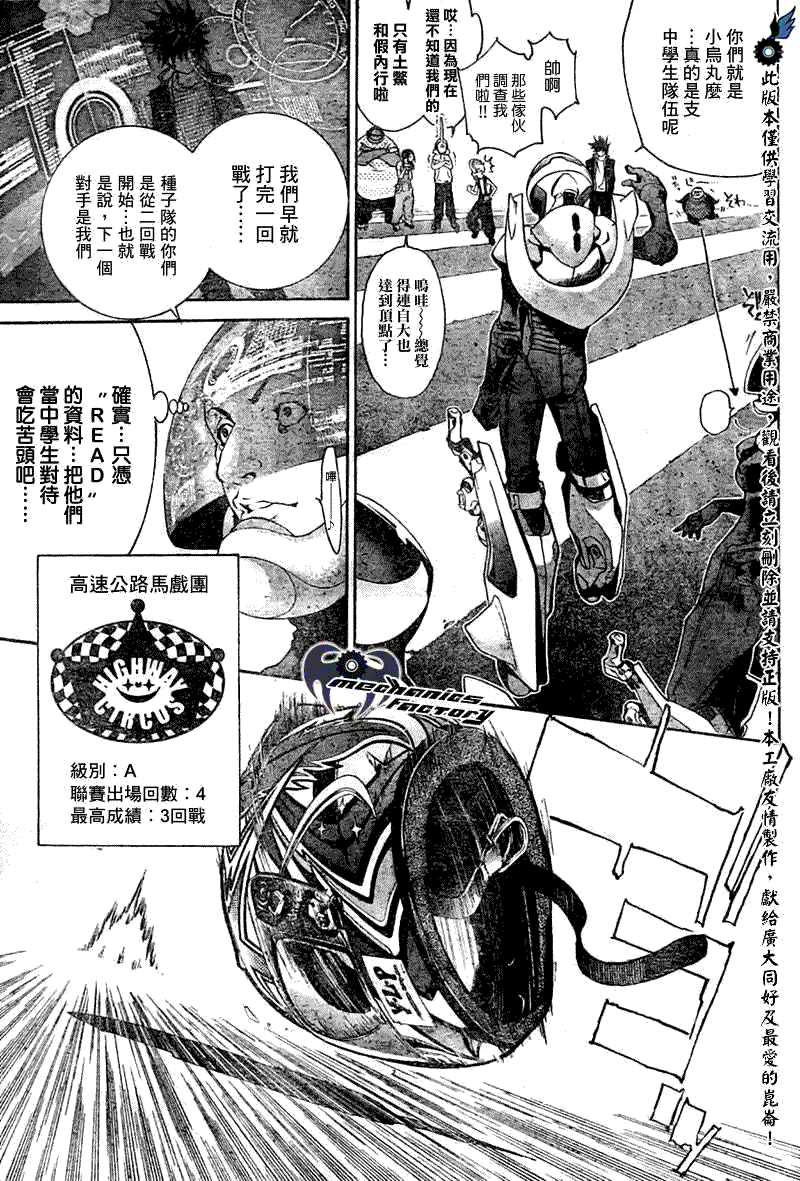 你們就是
小烏丸麼
…真的是支
中學生隊伍呢
帥啊
那些傢伙
調查我
們啦!!
哎…因為現在
還不知道我們的
只有土鱉
和假內行啦
嗚哇~~~總覺
得連自大也
達到頂點了…
我們早就
打完一回
戰了……
種子隊的你們
是從二回戰
開始…也就
是說,下一個
對手是我們
確實…只憑
"READ"
的資料…把他們
當中學生對待
會吃苦頭吧……
嗶
高速公路馬戲團
HIGHWAY
CIRCUS
級別:A
聯賽出場回數:4
最高成績:3回戰
mechanics
factory
此版本僅供學習交流用,嚴禁商業用途,觀看後請立刻刪除並請支持正版!本工廠友情製作,獻給廣大同好及最愛的崑崙!